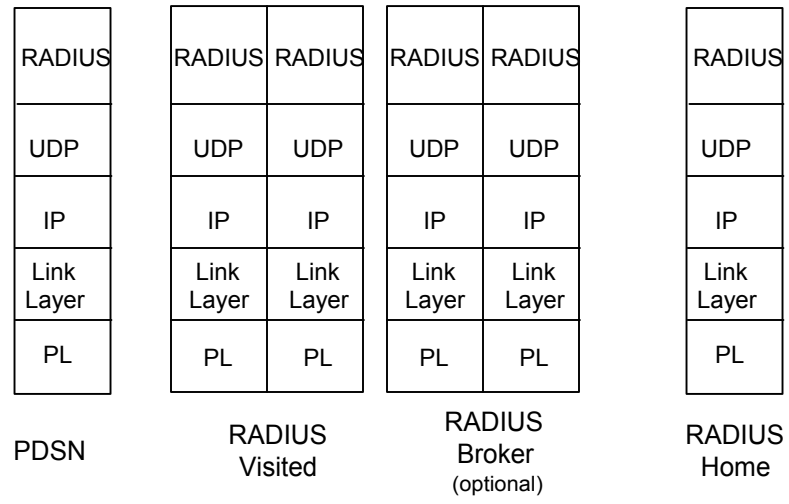 RADIUS RADIUS RADIUS RADIUS RADIUS RADIUS
UDP UDP UDP UDP UDP UDP
IP IP IP IP IP IP
Link Link Link Link Link Link
Layer Layer Layer Layer Layer Layer
PL PL PL PL PL PL
PDSN
RADIUS
Visited
RADIUS
Broker
(optional)
RADIUS
Home